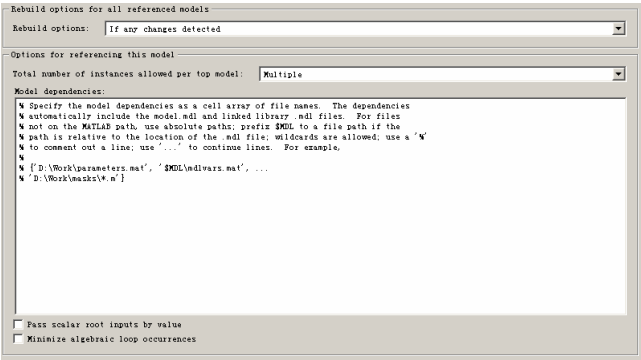 Rebuild options for all referenced models
Rebuild options: If any changes detected
Options for referencing this model
Total number of instances allowed per top model: Multiple
Model dependencies:
% Specify the model dependencies as a cell array of file names. The dependencies
% automatically include the model.mdl and linked library .mdl files. For files
% not on the MATLAB path, use absolute paths; prefix $MDL to a file path if the
% path is relative to the location of the .mdl file; wildcards are allowed; use a '%'
% to comment out a line; use '...' to continue lines. For example,
%
% {'D:\Work\parameters.mat', '$MDL\mdlvars.mat', ...
% 'D:\Work\masks\*.m'}
Pass scalar root inputs by value
Minimize algebraic loop occurrences